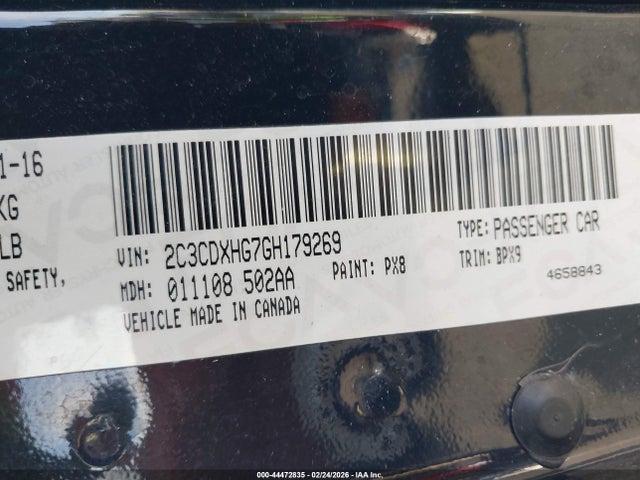 1-16
KG
LB
SAFETY,
VIN: 2C3CDXHG7GH179269
TYPE: PASSENGER CAR
MDH: 011108 502AA
PAINT: PX8
TRIM: BPX9
VEHICLE MADE IN CANADA
4658843
000-44472835 - 02/24/2026 - IAA Inc.